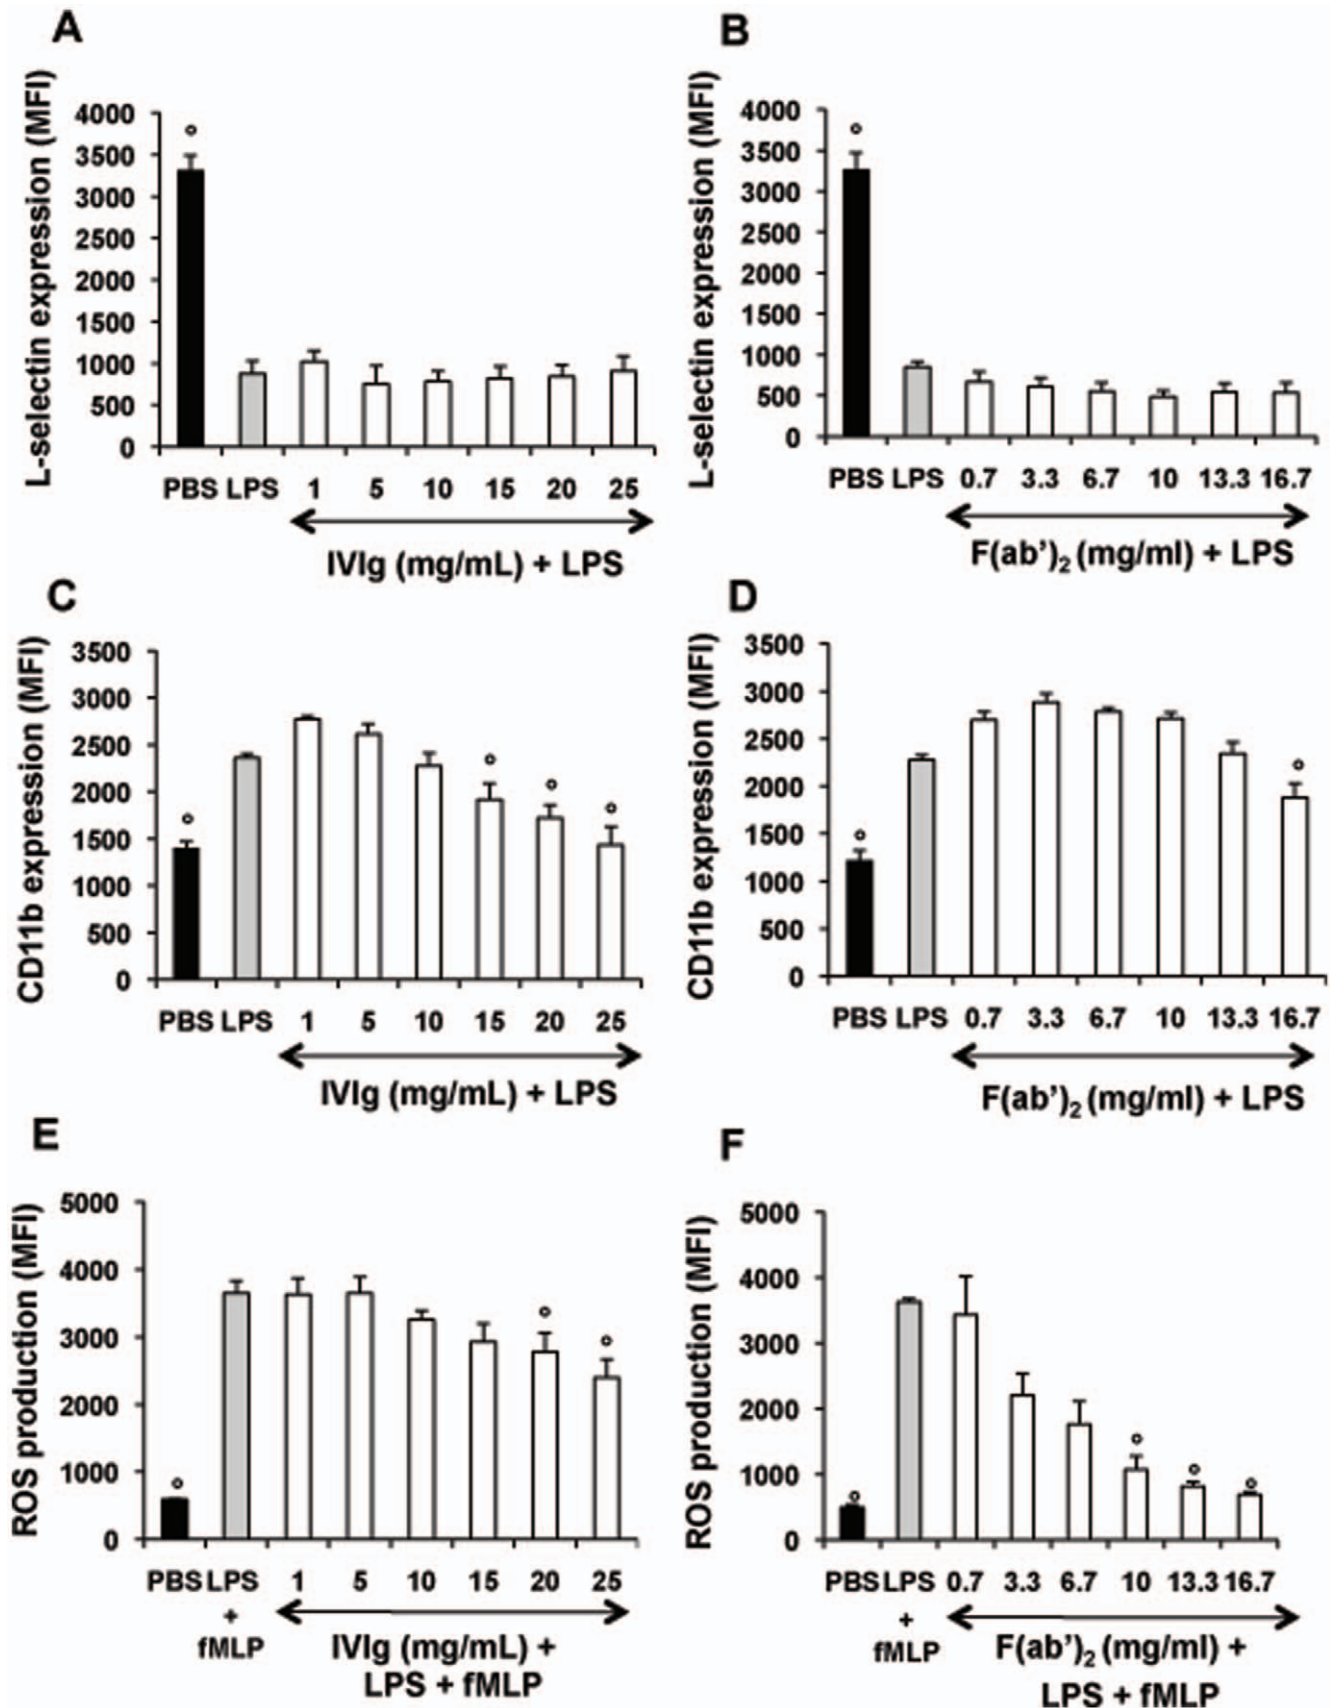 A
L-selectin expression (MFI)
4000
3500
3000
2500
2000
1500
1000
500
0
PBS LPS 1 5 10 15 20 25
IVIg (mg/mL) + LPS
B
L-selectin expression (MFI)
4000
3500
3000
2500
2000
1500
1000
500
0
PBS LPS 0.7 3.3 6.7 10 13.3 16.7
F(ab')2 (mg/ml) + LPS
C
CD11b expression (MFI)
3500
3000
2500
2000
1500
1000
500
0
PBS LPS 1 5 10 15 20 25
IVIg (mg/mL) + LPS
D
CD11b expression (MFI)
3500
3000
2500
2000
1500
1000
500
0
PBS LPS 0.7 3.3 6.7 10 13.3 16.7
F(ab')2 (mg/ml) + LPS
E
ROS production (MFI)
5000
4000
3000
2000
1000
0
PBS LPS 1 5 10 15 20 25
+
fMLP
IVIg (mg/mL) +
LPS + fMLP
F
ROS production (MFI)
5000
4000
3000
2000
1000
0
PBS LPS 0.7 3.3 6.7 10 13.3 16.7
+
fMLP
F(ab')2 (mg/ml) +
LPS + fMLP